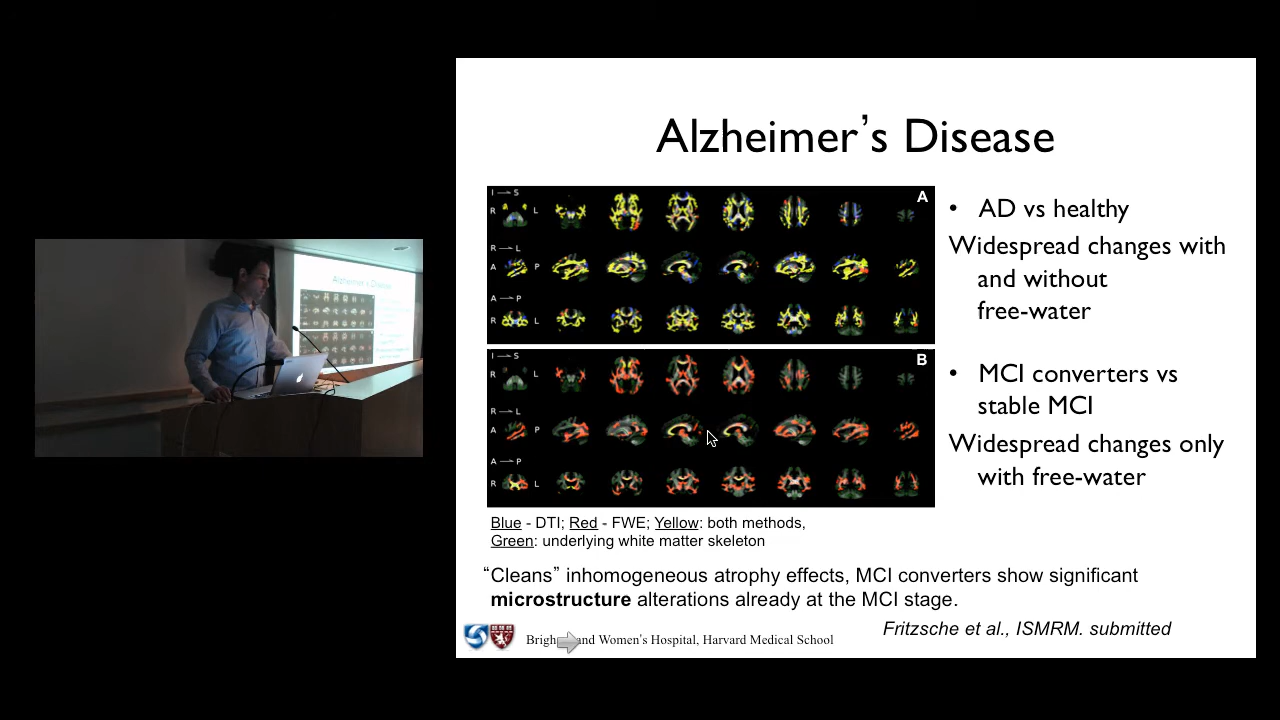 Alzheimer's Disease
A
I → S
R L
R → L
A P
A → P
R L
B
I → S
R L
R → L
A P
A → P
R L
• AD vs healthy
Widespread changes with
and without
free-water
• MCI converters vs
stable MCI
Widespread changes only
with free-water
Blue - DTI; Red - FWE; Yellow: both methods,
Green: underlying white matter skeleton
“Cleans” inhomogeneous atrophy effects, MCI converters show significant
microstructure alterations already at the MCI stage.
Fritzsche et al., ISMRM. submitted
Brigh and Women's Hospital, Harvard Medical School
Alzheimer's Disease